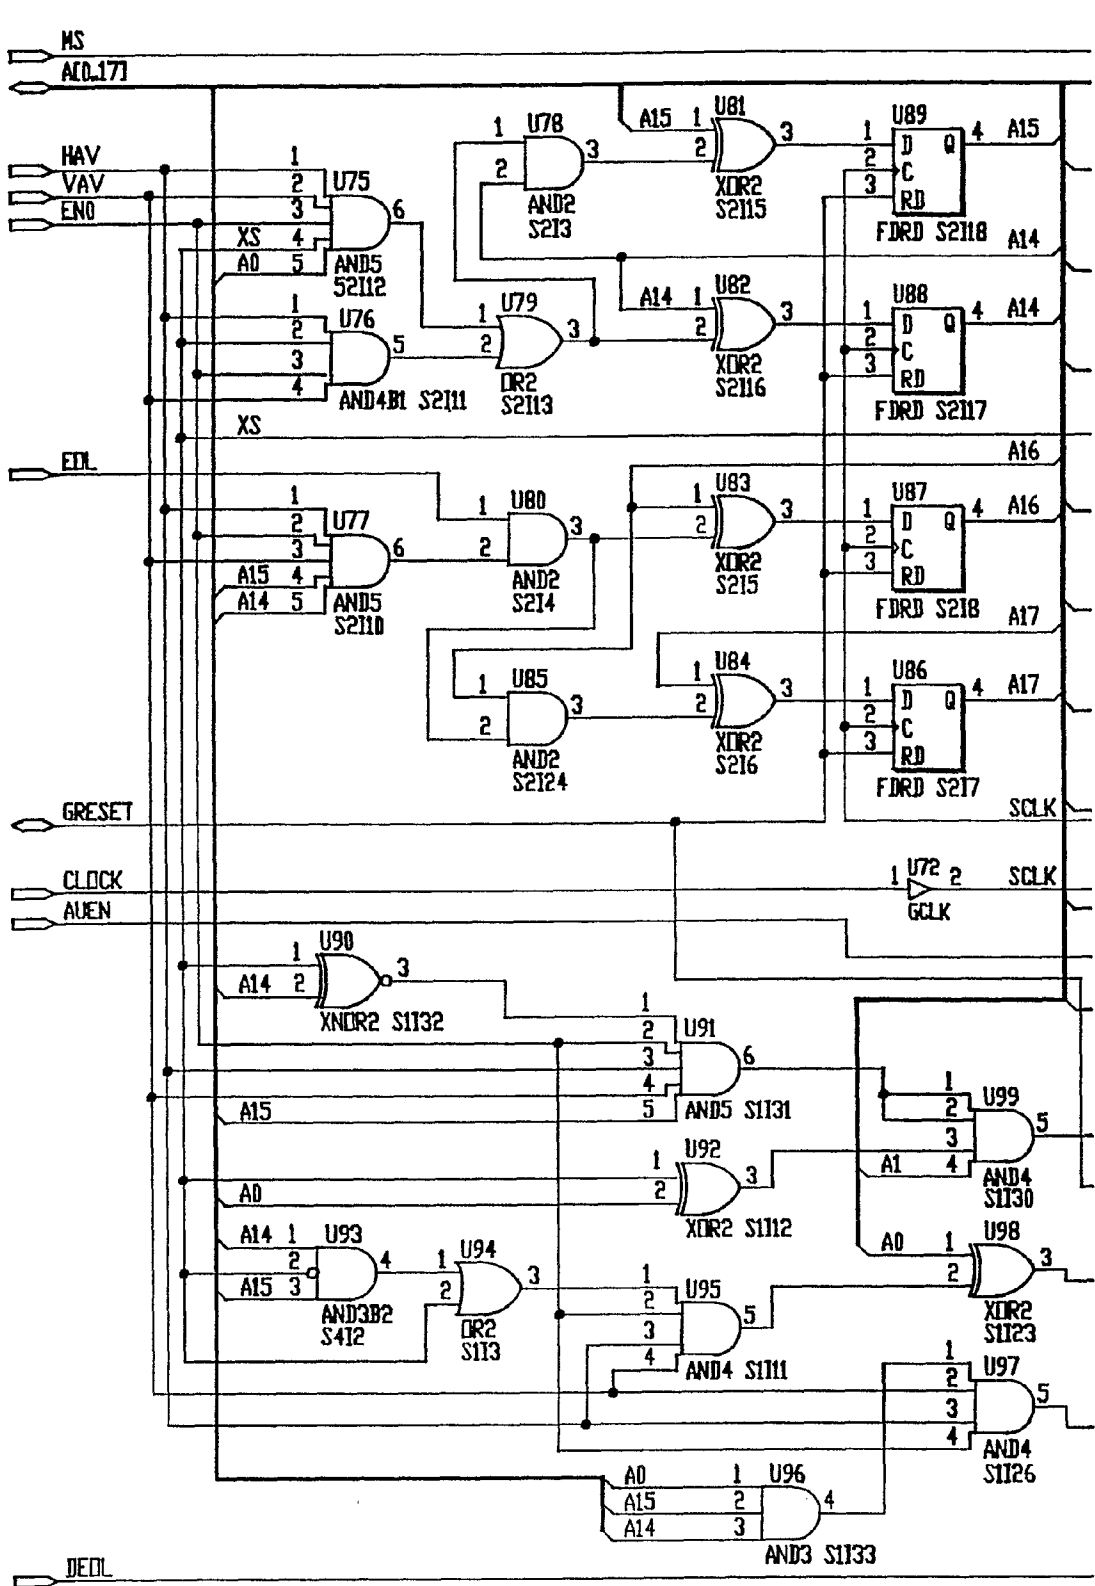 MS
A[0..17]
HAV
VAV
EN0
1
2
3
XS 4
A0 5
U75
6
AND5
S2I12
1
2
3
4
U76
5
AND4B1 S2I11
1
2
U78
3
AND2
S2I3
1
2
U79
3
OR2
S2I13
A15 1
2
U81
3
XOR2
S2I15
1
2
3
U89
D Q
C
RD
4 A15
FDRD S2I18
A14
A14 1
2
U82
3
XOR2
S2I16
1
2
3
U88
D Q
C
RD
4 A14
FDRD S2I17
XS
A16
EOL
1
2
3
A15 4
A14 5
U77
6
AND5
S2I10
1
2
U80
3
AND2
S2I4
1
2
U83
3
XOR2
S2I5
1
2
3
U87
D Q
C
RD
4 A16
FDRD S2I8
A17
1
2
U85
3
AND2
S2I24
1
2
U84
3
XOR2
S2I6
1
2
3
U86
D Q
C
RD
4 A17
FDRD S2I7
GRESET
SCLK
CLOCK
1 U72 2
GCLK
SCLK
AUEN
1
A14 2
U90
3
XNOR2 S1I32
1
2
3
4
A15 5
U91
6
AND5 S1I31
1
2
3
A1 4
U99
5
AND4
S1I30
1
A0 2
U92
3
XOR2 S1I12
A14 1
2
A15 3
U93
4
AND3B2
S4I2
1
2
U94
3
OR2
S1I3
1
2
3
4
U95
5
AND4 S1I11
A0 1
2
U98
3
XOR2
S1I23
1
2
3
4
U97
5
AND4
S1I26
A0 1
A15 2
A14 3
U96
4
AND3 S1I33
DEOL